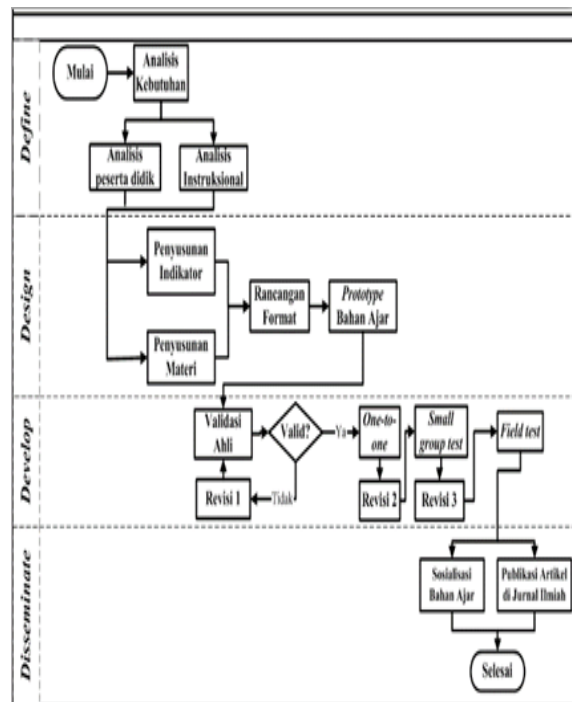 Define
Mulai
Analisis
Kebutuhan
Analisis
peserta didik
Analisis
Instruksional
Design
Penyusunan
Indikator
Penyusunan
Materi
Rancangan
Format
Prototype
Bahan Ajar
Develop
Validasi
Ahli
Valid?
Ya
Tidak
Revisi 1
One-to-
one
Revisi 2
Small
group test
Revisi 3
Field test
Disseminate
Sosialisasi
Bahan Ajar
Publikasi Artikel
di Jurnal Ilmiah
Selesai